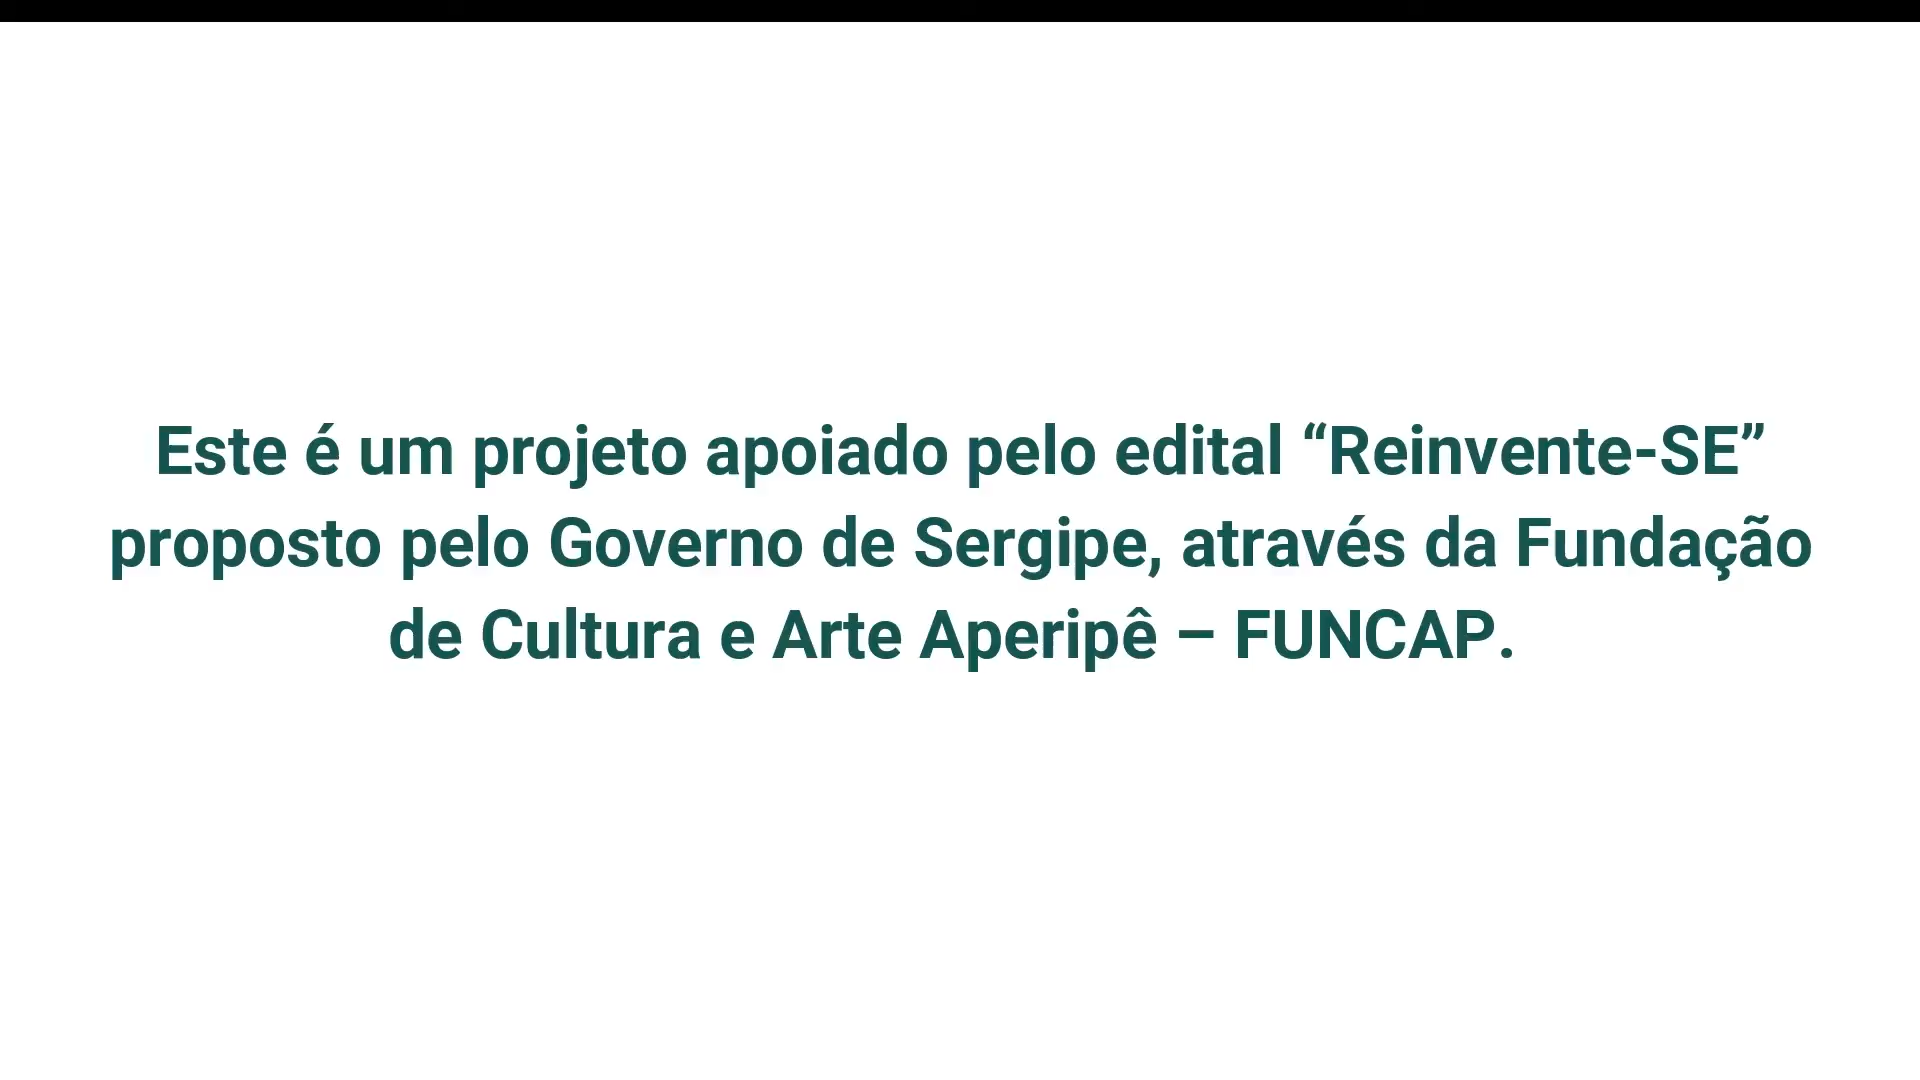 Este é um projeto apoiado pelo edital “Reinvente-SE”
proposto pelo Governo de Sergipe, através da Fundação
de Cultura e Arte Aperipê – FUNCAP.